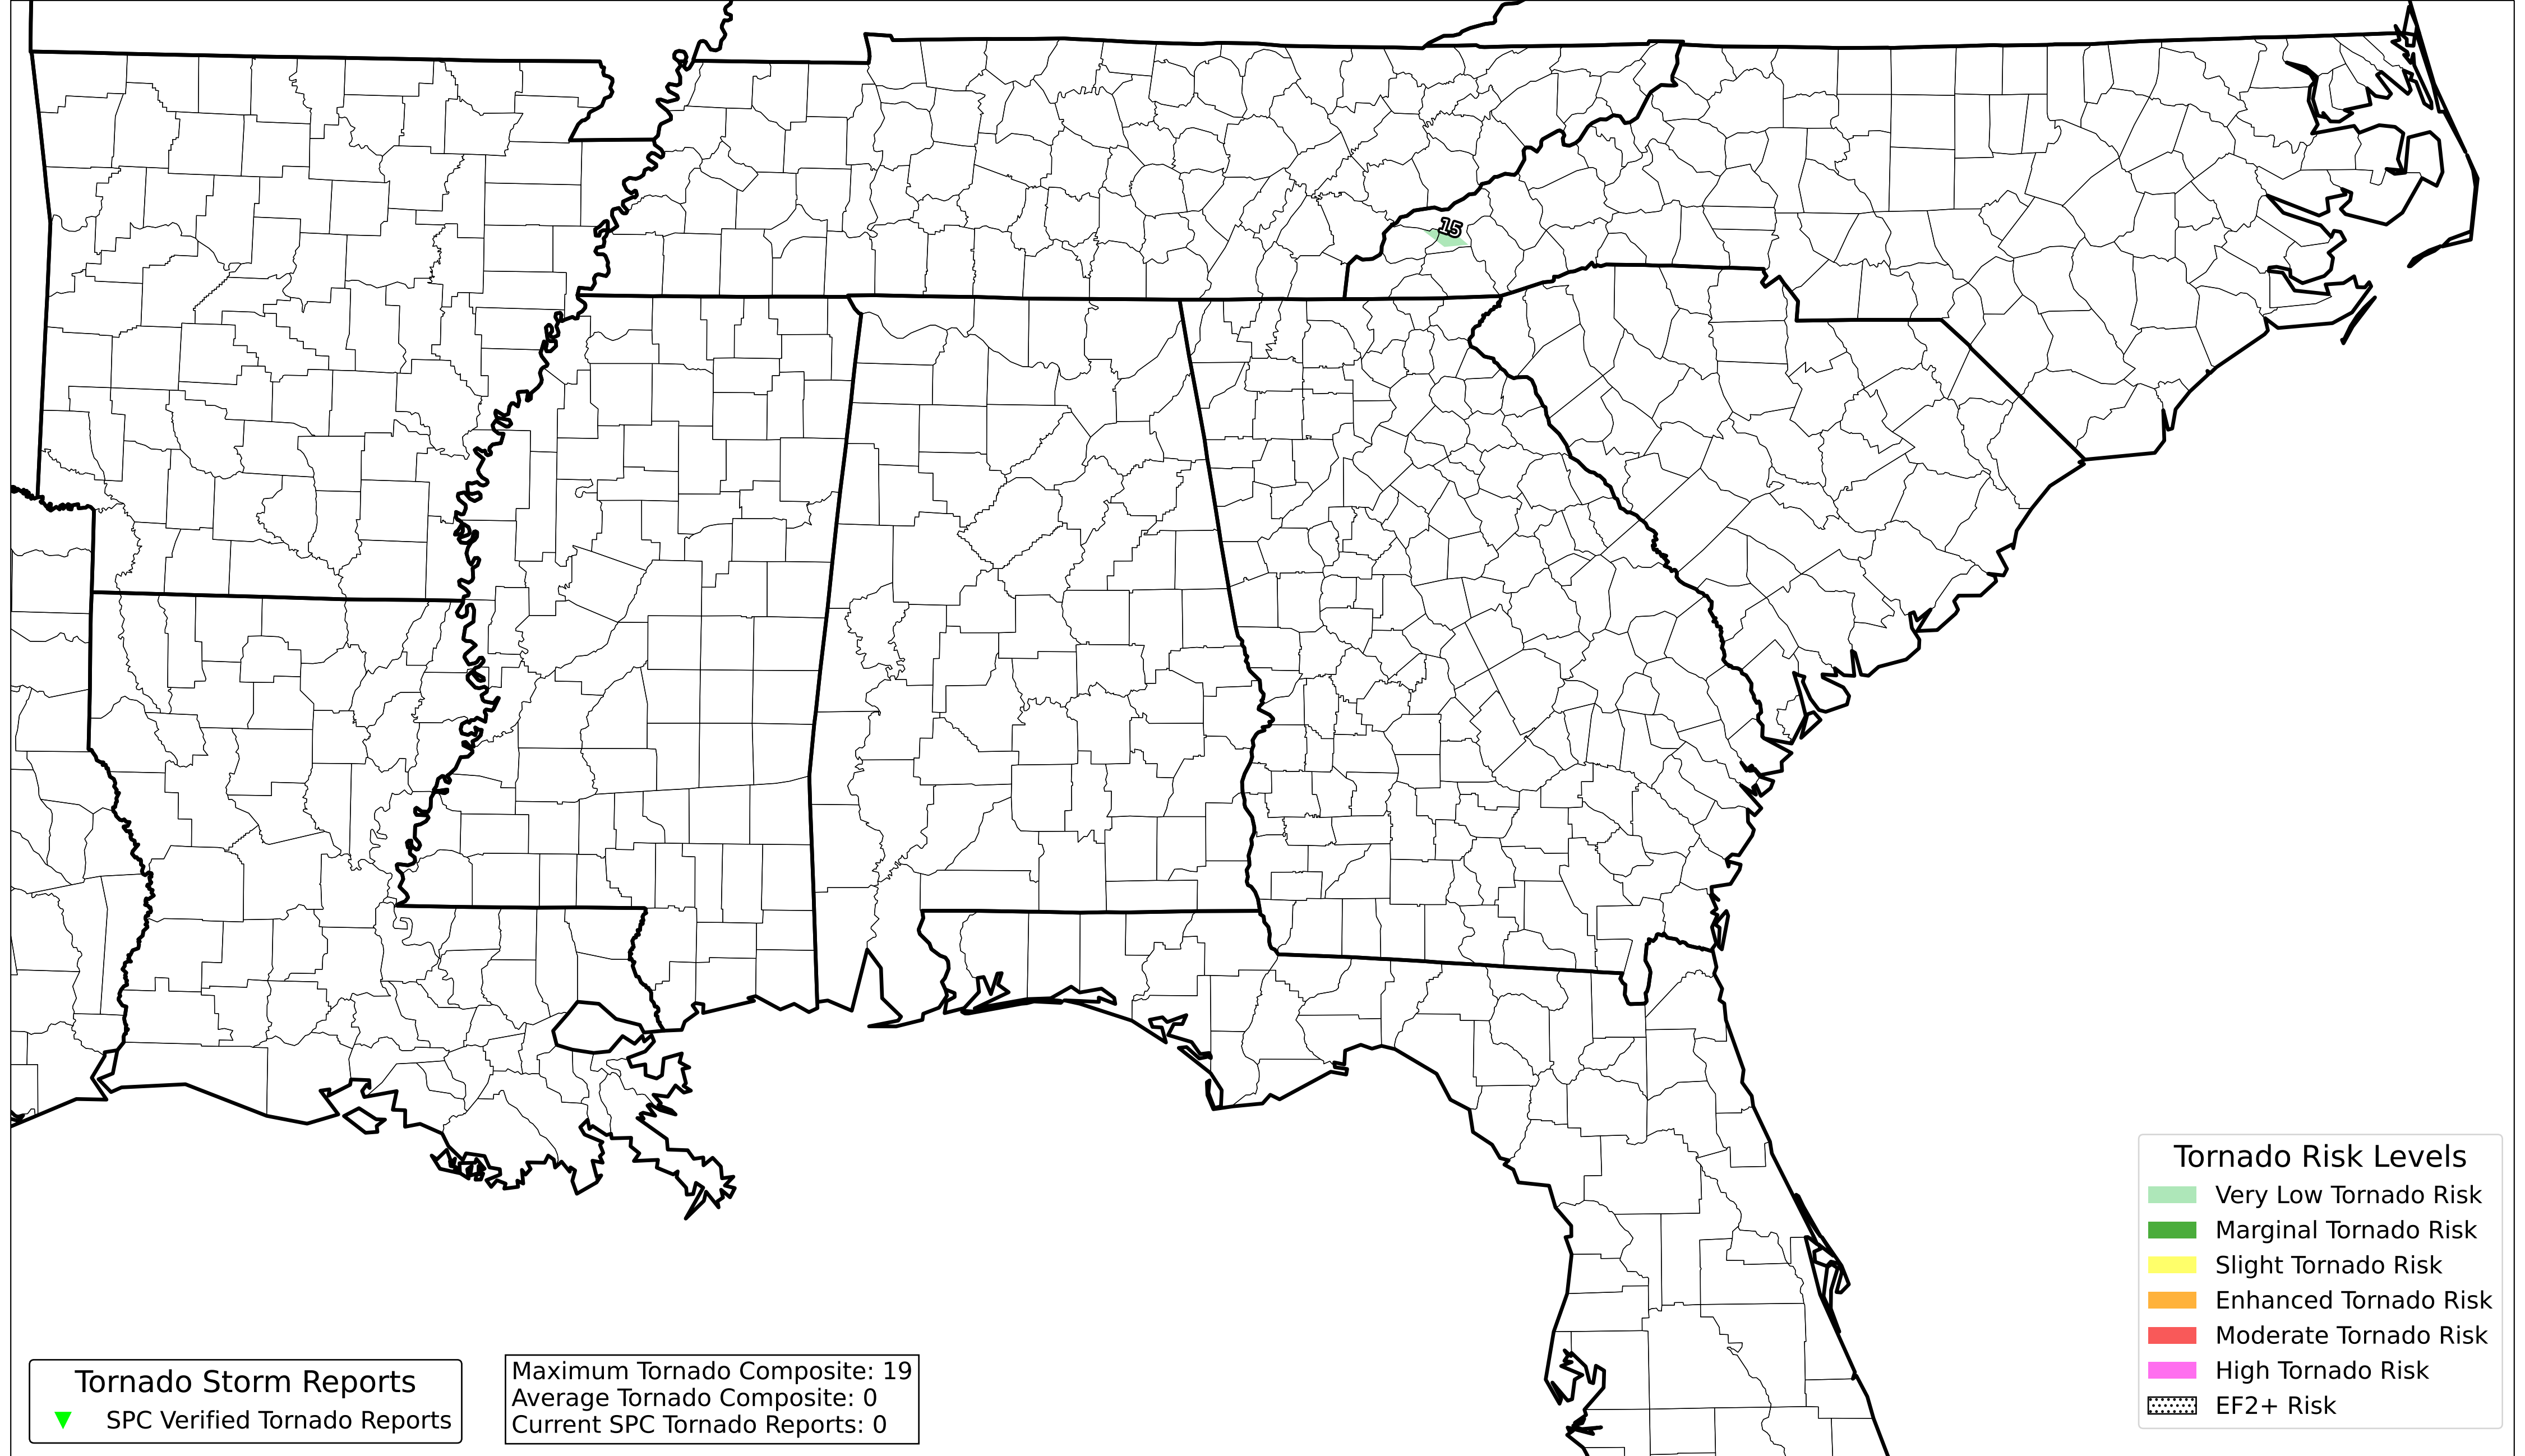 15
Tornado Risk Levels
Very Low Tornado Risk
Marginal Tornado Risk
Slight Tornado Risk
Enhanced Tornado Risk
Moderate Tornado Risk
High Tornado Risk
EF2+ Risk
Tornado Storm Reports
SPC Verified Tornado Reports
Maximum Tornado Composite: 19
Average Tornado Composite: 0
Current SPC Tornado Reports: 0